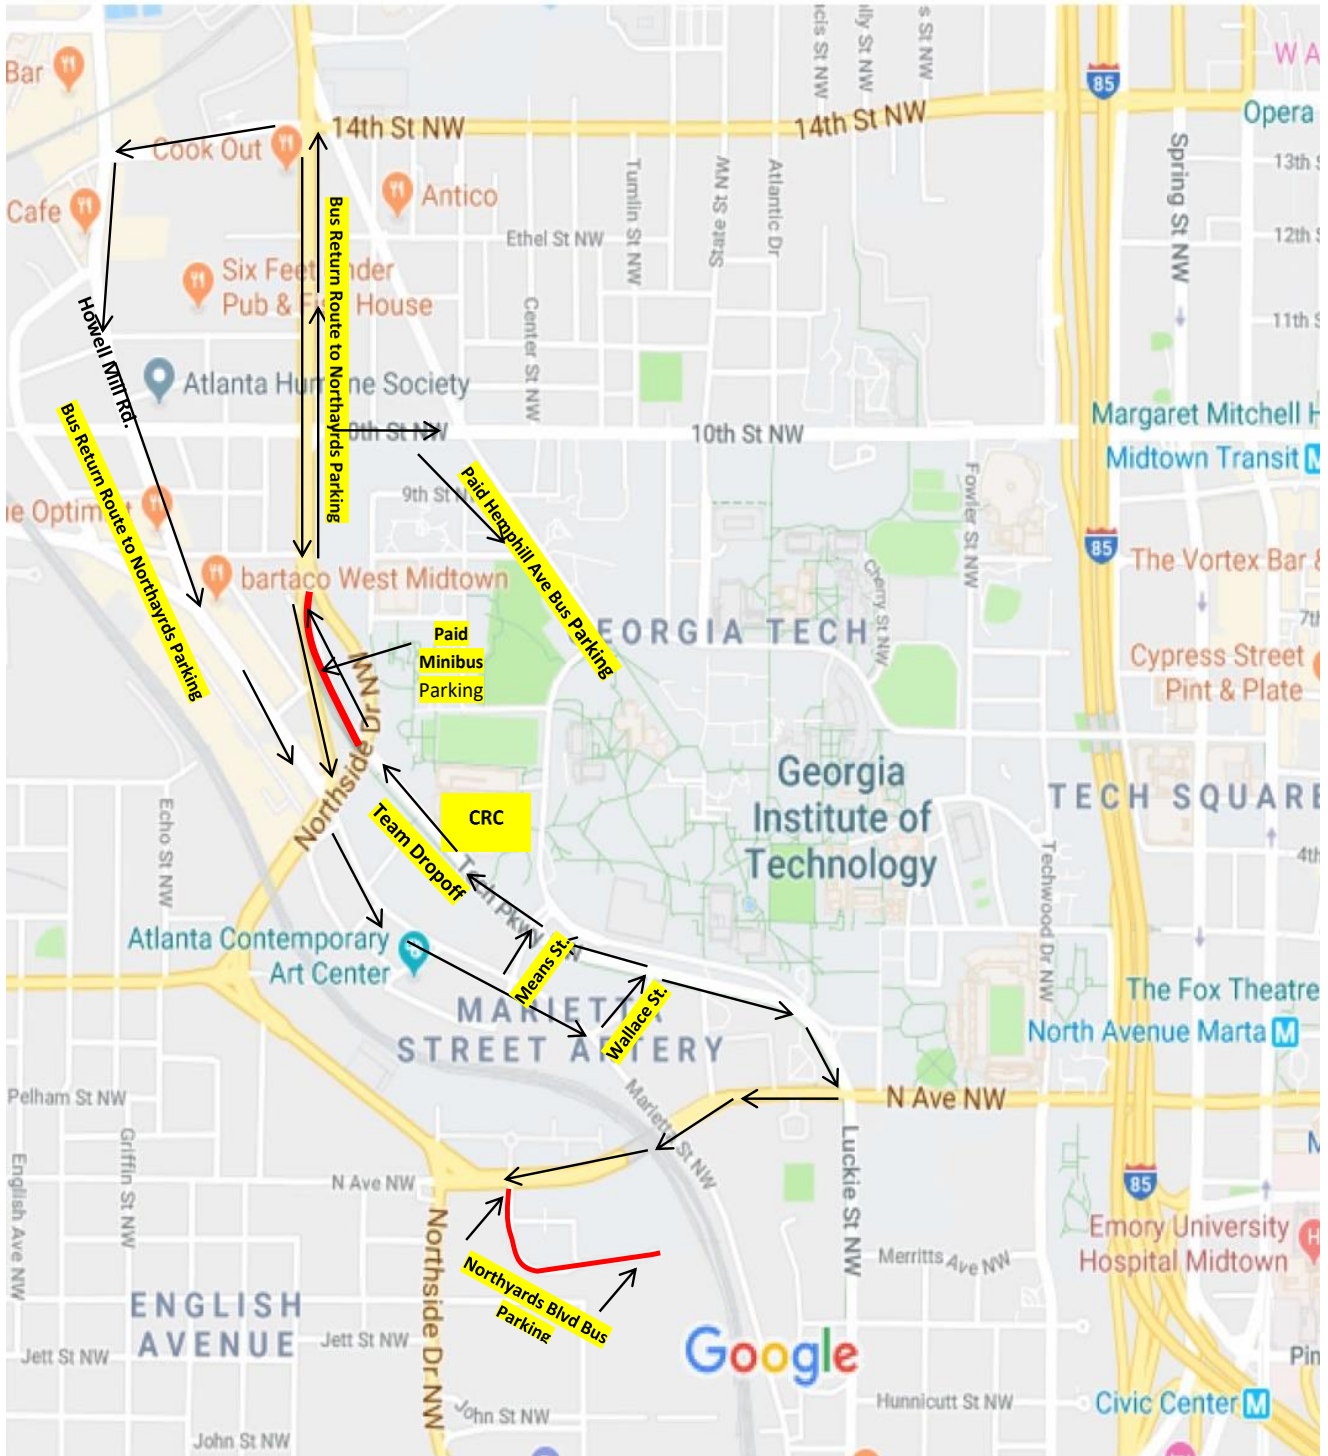 Bar
14th St NW
14th St NW
85
W A
Opera
Cook Out
Cafe
Antico
Spring St NW
13th S
Tumlin St NW
State St NW
Atlantic Dr
12th S
Ethel St NW
Six Feet nder
Pub & F House
Bus Return Route to Northayrds Parking
Center St NW
11th S
Howell Mill Rd.
Atlanta Hum ne Society
0th St NW
10th St NW
Margaret Mitchell H
Midtown Transit M
Bus Return Route to Northayrds Parking
9th St N
Paid Hemphill Ave Bus Parking
Fowler St NW
e Optim t
85
The Vortex Bar &
bartaco West Midtown
Cherry St NW
7th
EORGIA TECH
Paid
Minibus
Parking
Cypress Street
Pint & Plate
Northside Dr NW
Georgia
Institute of
Technology
TECH SQUARE
Echo St NW
Team Dropoff
CRC
Techwood Dr NW
4th
Tech Pkwy
Atlanta Contemporary
Art Center
Means St.
Wallace St.
MARIETTA
STREET ARTERY
The Fox Theatre
North Avenue Marta M
Pelham St NW
N Ave NW
Marietta St NW
Griffin St NW
English Ave NW
N Ave NW
Luckie St NW
85
Northside Dr NW
Emory University
Hospital Midtown
H
Merritts Ave NW
Northyards Blvd Bus
Parking
ENGLISH
AVENUE
Jett St NW
Jett St NW
Google
Pin
Hunnicutt St NW
Civic Center M
John St NW
John St NW